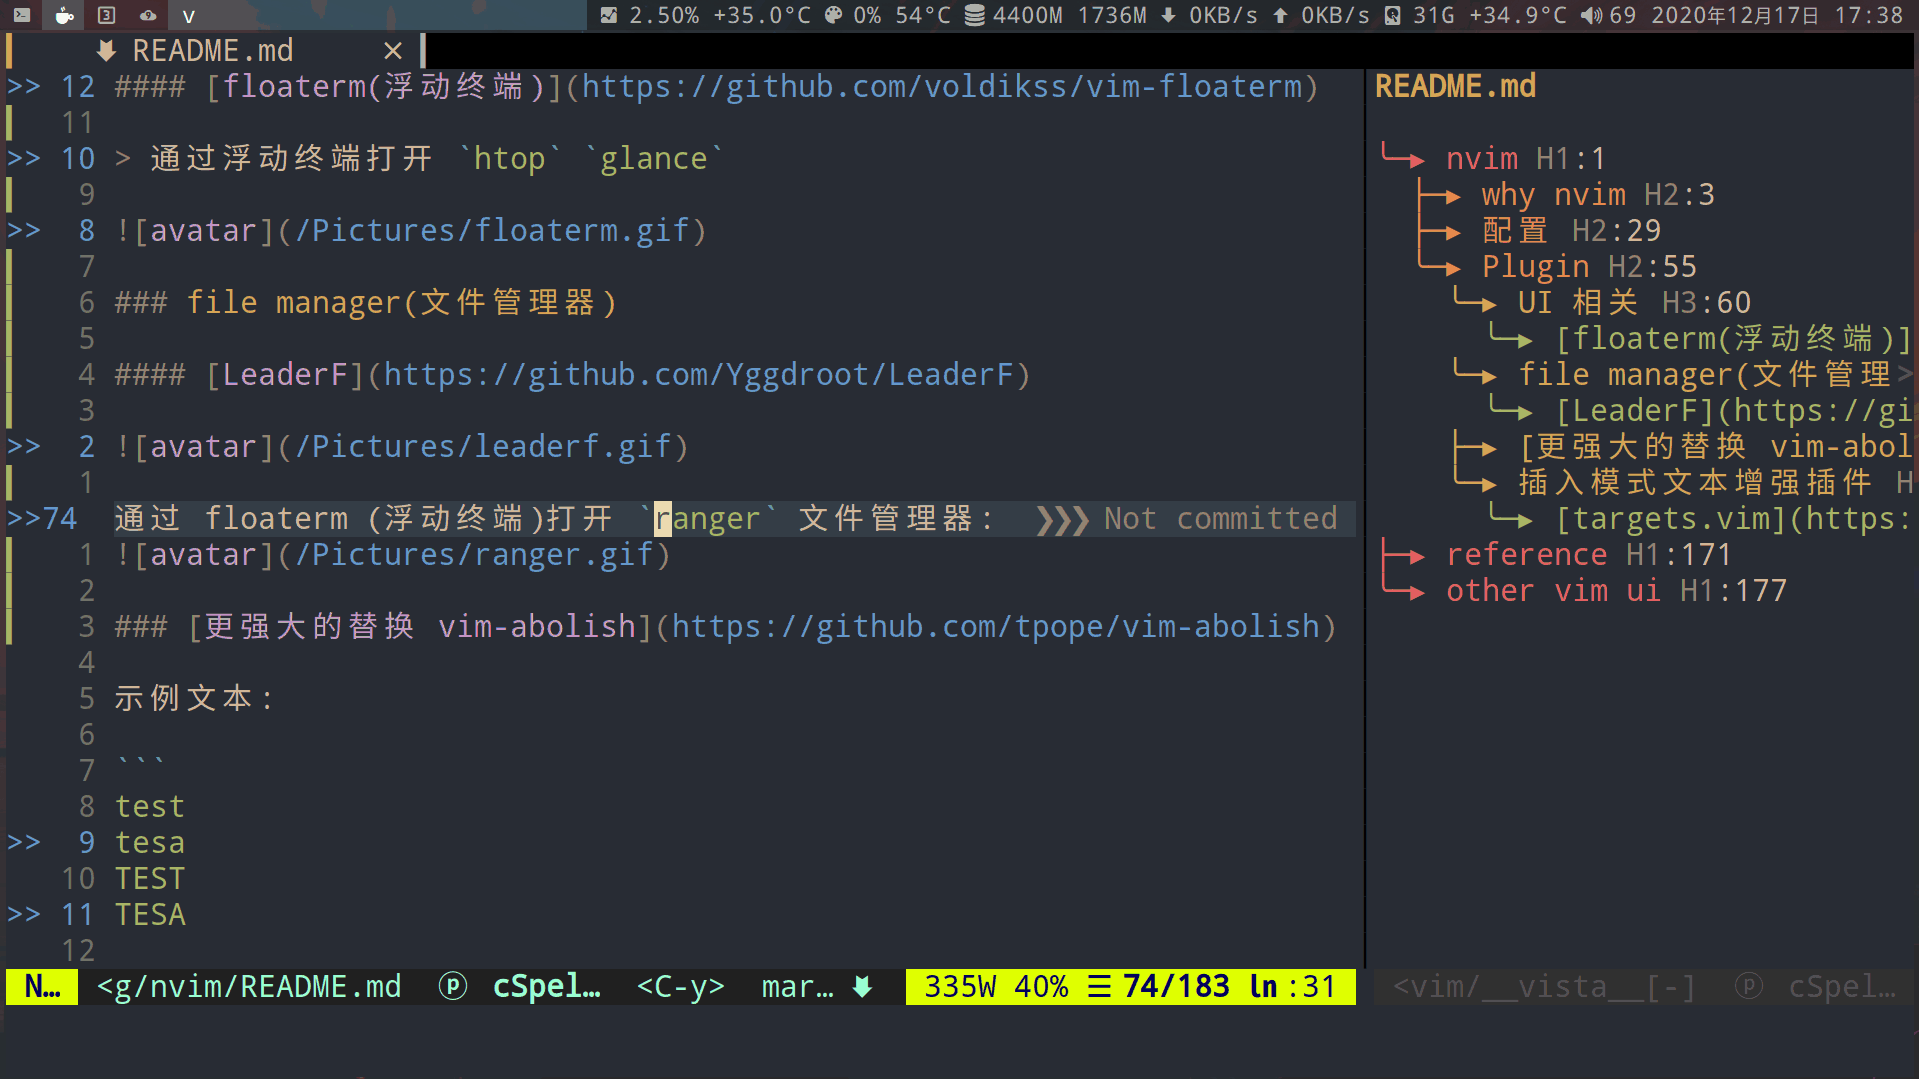 3 V 2.50% +35.0°C 0% 54°C 4400M 1736M 0KB/s 0KB/s 31G +34.9°C 69 2020年12月17日 17:38
README.md ×
>> 12 #### [floaterm(浮动终端)](https://github.com/voldikss/vim-floaterm)
11
>> 10 > 通过浮动终端打开 `htop` `glance`
9
>> 8 ![avatar](/Pictures/floaterm.gif)
7
6 ### file manager(文件管理器)
5
4 #### [LeaderF](https://github.com/Yggdroot/LeaderF)
3
>> 2 ![avatar](/Pictures/leaderf.gif)
1
>>74 通过 floaterm (浮动终端)打开 `ranger` 文件管理器: ❯❯❯ Not committed
1 ![avatar](/Pictures/ranger.gif)
2
3 ### [更强大的替换 vim-abolish](https://github.com/tpope/vim-abolish)
4
5 示例文本:
6
7 ```
8 test
>> 9 tesa
10 TEST
>> 11 TESA
12
N… <g/nvim/README.md ⓟ cSpel… <C-y> mar… 335W 40% ☰ 74/183 ln :31
README.md
nvim H1:1
why nvim H2:3
配置 H2:29
Plugin H2:55
UI 相关 H3:60
[floaterm(浮动终端)]
file manager(文件管理>
[LeaderF](https://gi
[更强大的替换 vim-abol
插入模式文本增强插件 H
[targets.vim](https:
reference H1:171
other vim ui H1:177
<vim/__vista__[-] ⓟ cSpel…